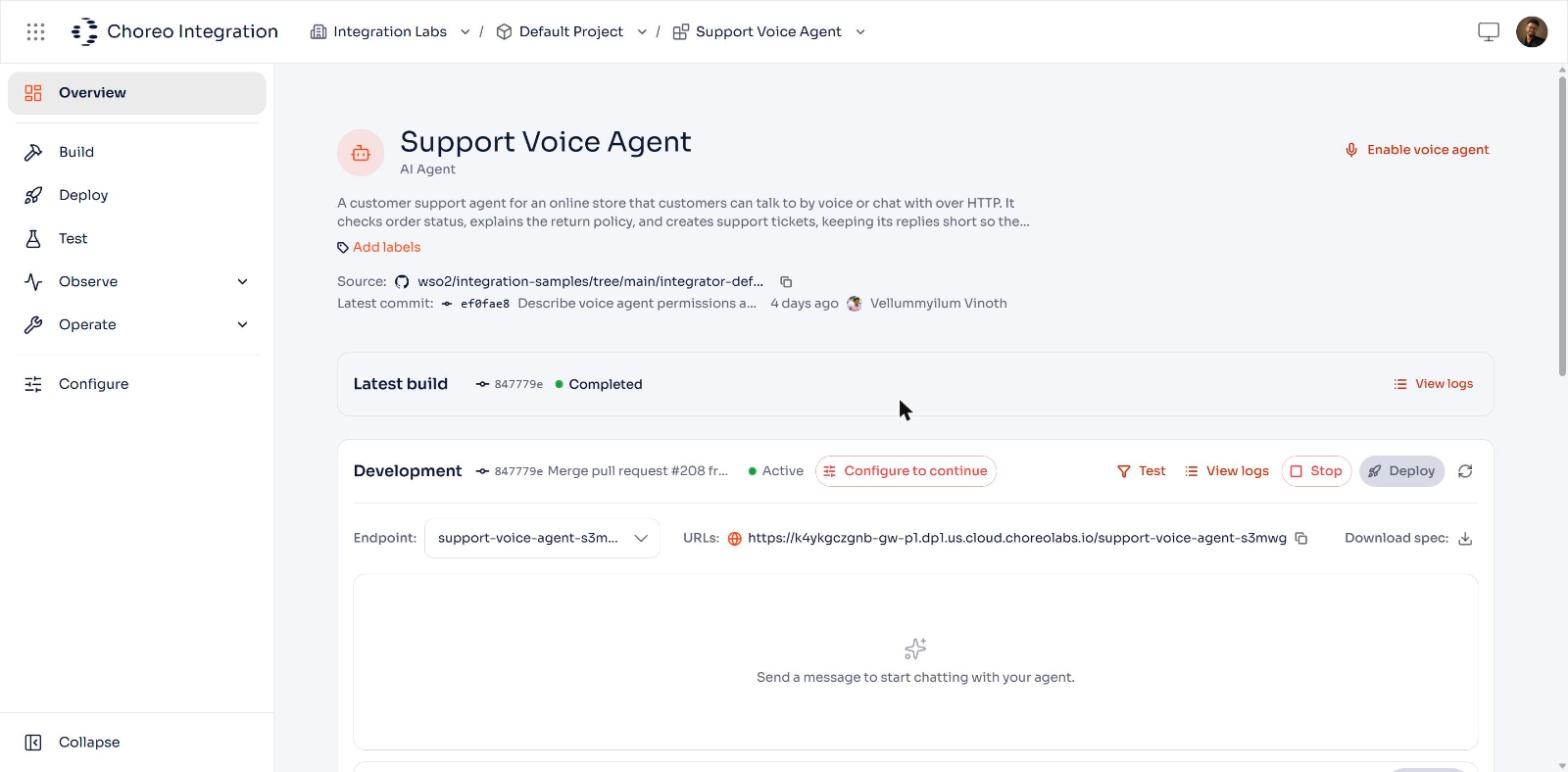 Choreo Integration
Integration Labs / Default Project / Support Voice Agent
Overview
Build
Deploy
Test
Observe
Operate
Configure
Collapse
Support Voice Agent
AI Agent
Enable voice agent
A customer support agent for an online store that customers can talk to by voice or chat with over HTTP. It
checks order status, explains the return policy, and creates support tickets, keeping its replies short so the...
Add labels
Source: wso2/integration-samples/tree/main/integrator-def...
Latest commit: ef0fae8 Describe voice agent permissions a... 4 days ago Vellummyilum Vinoth
Latest build 847779e Completed View logs
Development 847779e Merge pull request #208 fr... Active Configure to continue Test View logs Stop Deploy
Endpoint: support-voice-agent-s3m... URLs: https://k4ykgczgnb-gw-p1.dp1.us.cloud.choreolabs.io/support-voice-agent-s3mwg Download spec:
Send a message to start chatting with your agent.